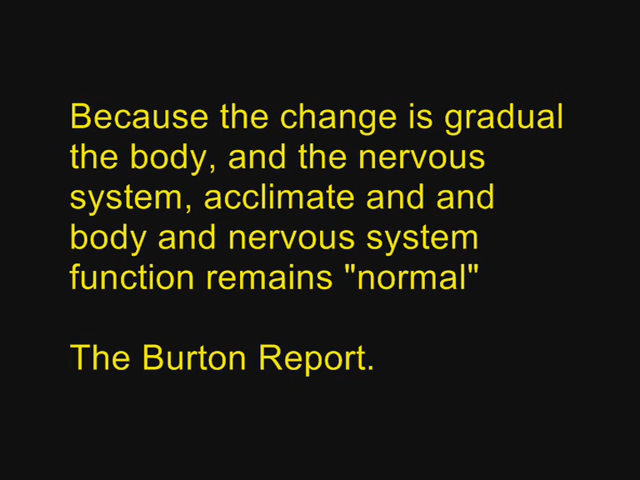 Because the change is gradual
the body, and the nervous
system, acclimate and and
body and nervous system
function remains "normal"
The Burton Report.